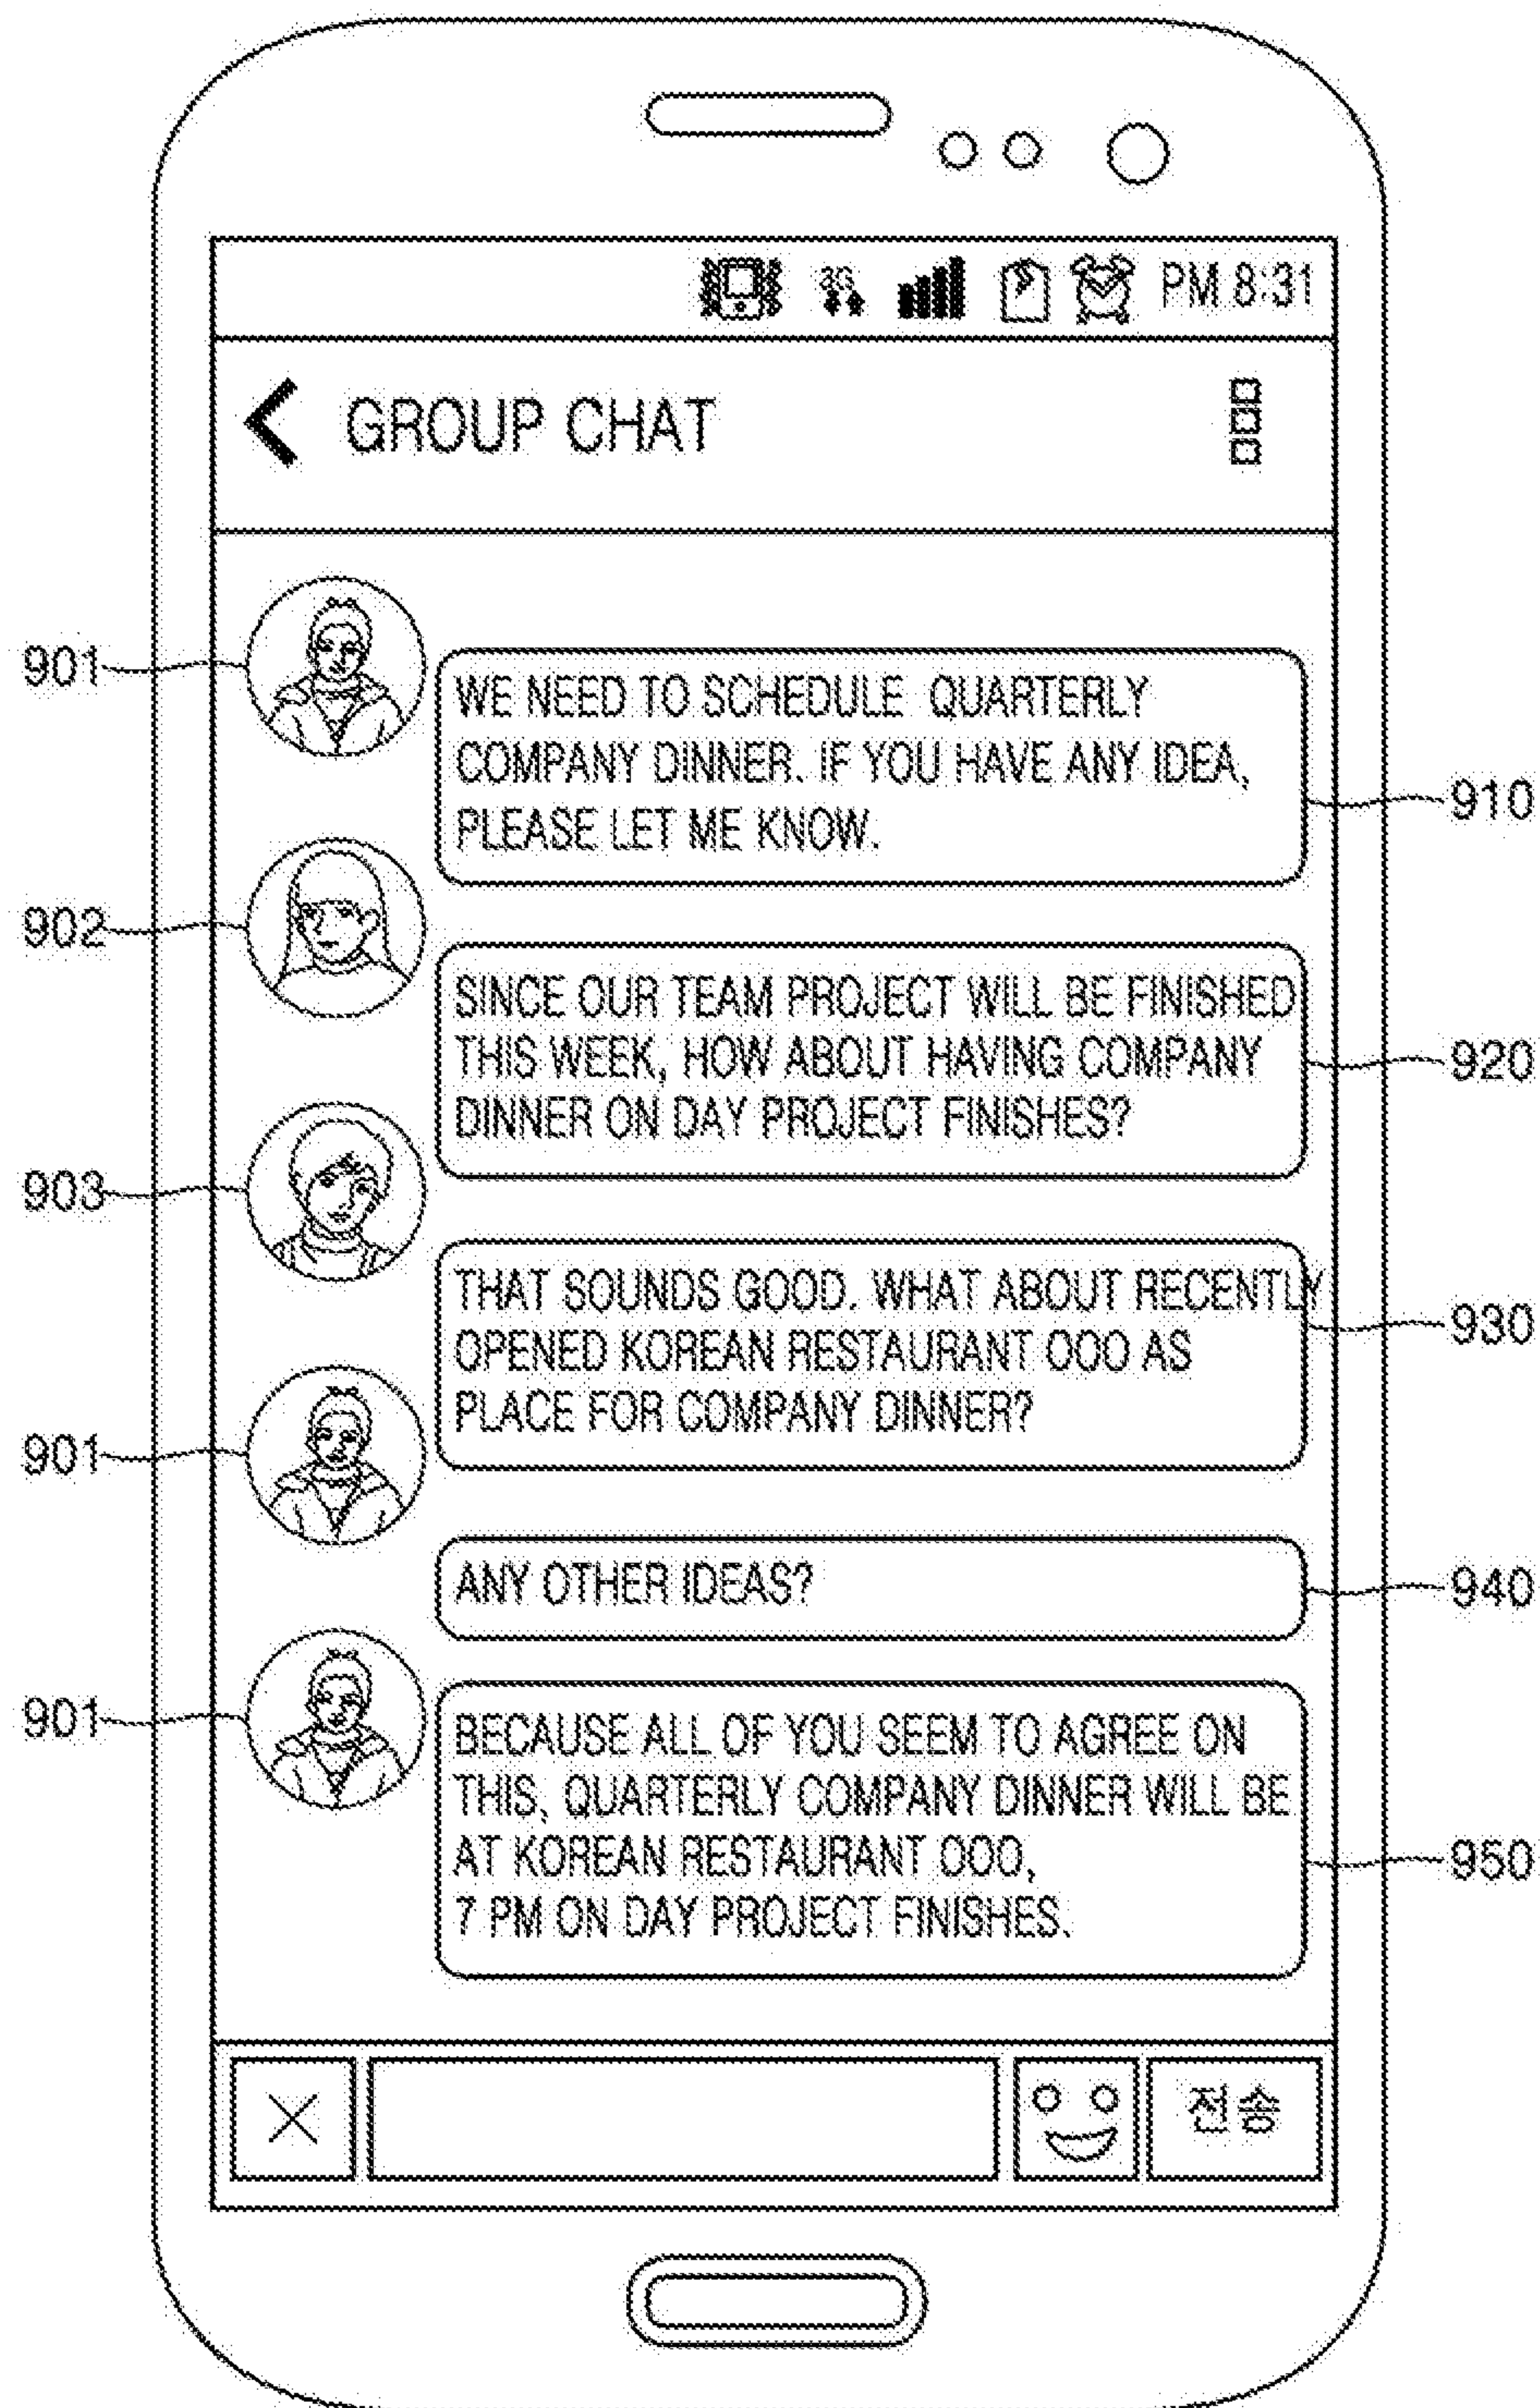 3G PM 8:31
GROUP CHAT
901
WE NEED TO SCHEDULE QUARTERLY
COMPANY DINNER. IF YOU HAVE ANY IDEA,
PLEASE LET ME KNOW.
910
902
SINCE OUR TEAM PROJECT WILL BE FINISHED
THIS WEEK, HOW ABOUT HAVING COMPANY
DINNER ON DAY PROJECT FINISHES?
920
903
THAT SOUNDS GOOD. WHAT ABOUT RECENTLY
OPENED KOREAN RESTAURANT OOO AS
PLACE FOR COMPANY DINNER?
930
901
ANY OTHER IDEAS?
940
901
BECAUSE ALL OF YOU SEEM TO AGREE ON
THIS, QUARTERLY COMPANY DINNER WILL BE
AT KOREAN RESTAURANT OOO,
7 PM ON DAY PROJECT FINISHES.
950
전송